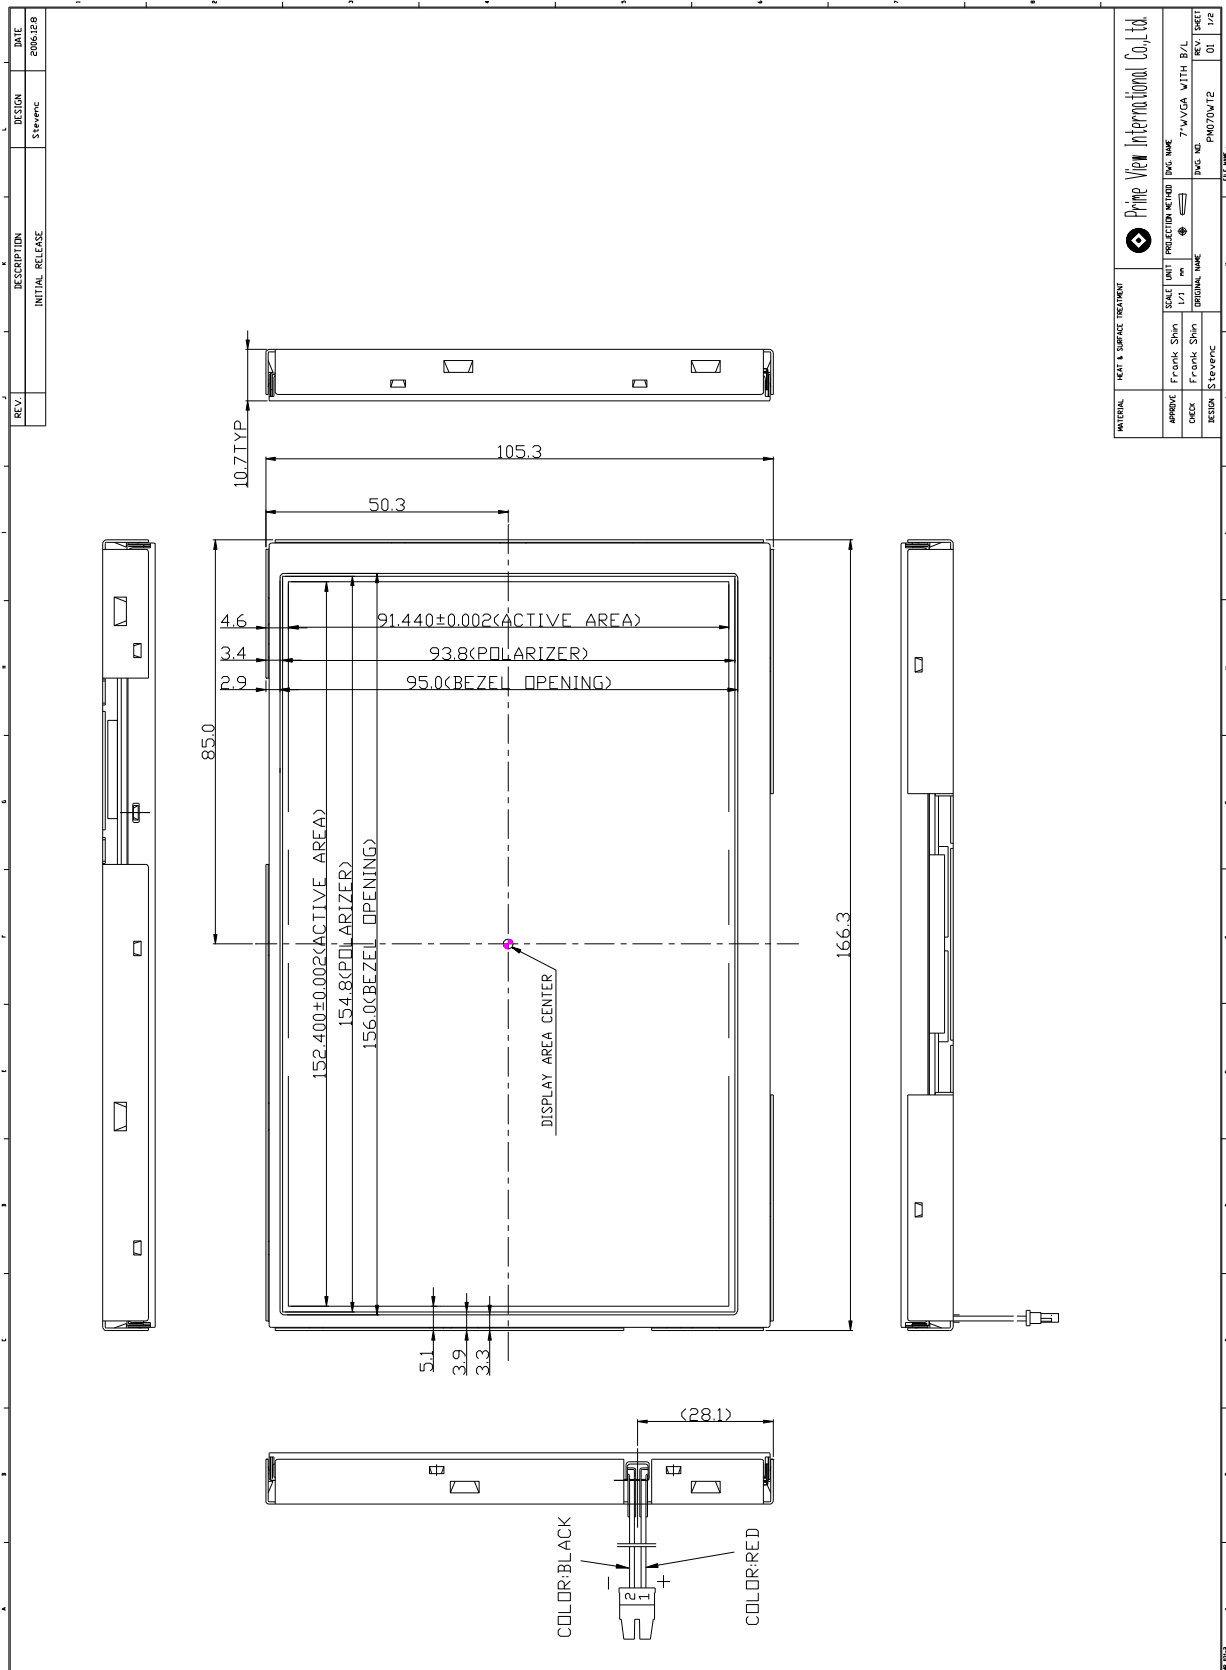 REV.
DESCRIPTION
DESIGN
DATE
INITIAL RELEASE
Stevenc
2006.12.8
10.7TYP
105.3
50.3
4.6
91.440±0.002(ACTIVE AREA)
3.4
93.8(POLARIZER)
2.9
95.0(BEZEL OPENING)
85.0
152.400±0.002(ACTIVE AREA)
154.8(POLARIZER)
156.0(BEZEL OPENING)
166.3
DISPLAY AREA CENTER
5.1
3.9
3.3
(28.1)
COLOR:BLACK
COLOR:RED
-
+
2
1
MATERIAL
HEAT & SURFACE TREATMENT
Prime View International Co.,Ltd.
APPROVE
Frank Shin
SCALE
1/1
UNIT
mm
PROJECTION METHOD
DWG. NAME
7"WVGA WITH B/L
CHECK
Frank Shin
DESIGN
Stevenc
ORIGINAL NAME
DWG. NO.
PM070WT2
REV.
01
SHEET
1/2